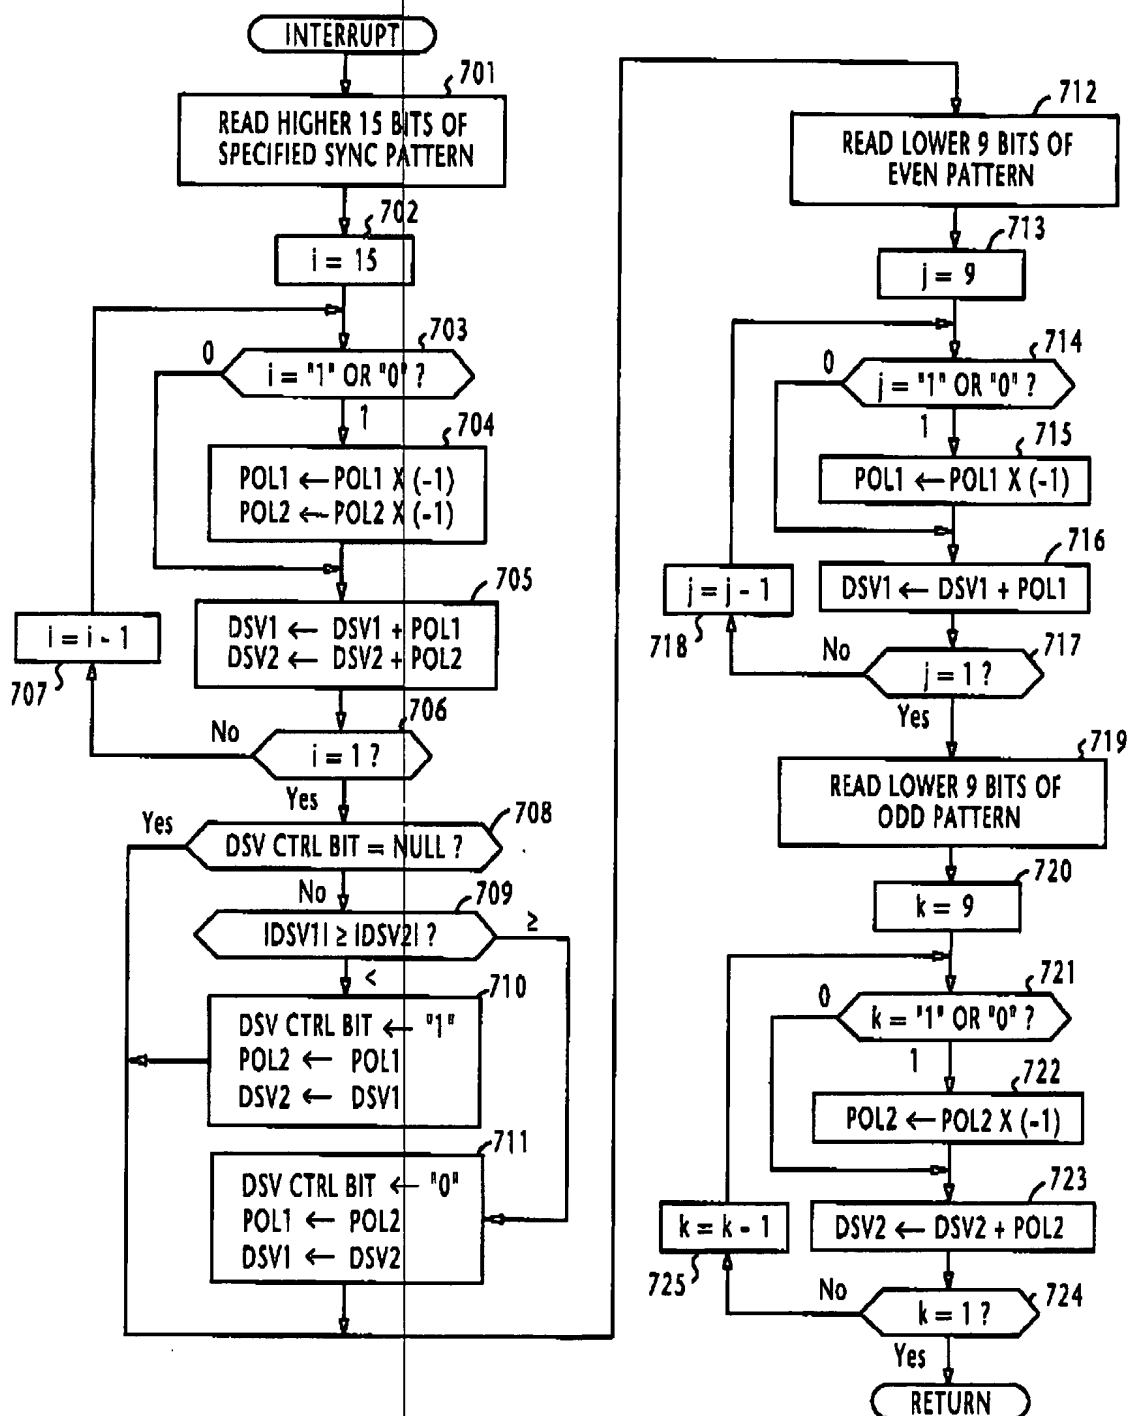 INTERRUPT
701
READ HIGHER 15 BITS OF
SPECIFIED SYNC PATTERN
702
i = 15
703
0
i = "1" OR "0" ?
1
704
POL1 ← POL1 X (-1)
POL2 ← POL2 X (-1)
705
DSV1 ← DSV1 + POL1
DSV2 ← DSV2 + POL2
i = i - 1
707
706
No
i = 1 ?
Yes
708
Yes
DSV CTRL BIT = NULL ?
No
709
|DSV1| ≥ |DSV2| ?
≥
<
710
DSV CTRL BIT ← "1"
POL2 ← POL1
DSV2 ← DSV1
711
DSV CTRL BIT ← "0"
POL1 ← POL2
DSV1 ← DSV2
712
READ LOWER 9 BITS OF
EVEN PATTERN
713
j = 9
714
0
j = "1" OR "0" ?
1
715
POL1 ← POL1 X (-1)
716
DSV1 ← DSV1 + POL1
j = j - 1
718
717
No
j = 1 ?
Yes
719
READ LOWER 9 BITS OF
ODD PATTERN
720
k = 9
721
0
k = "1" OR "0" ?
1
722
POL2 ← POL2 X (-1)
723
DSV2 ← DSV2 + POL2
k = k - 1
725
724
No
k = 1 ?
Yes
RETURN